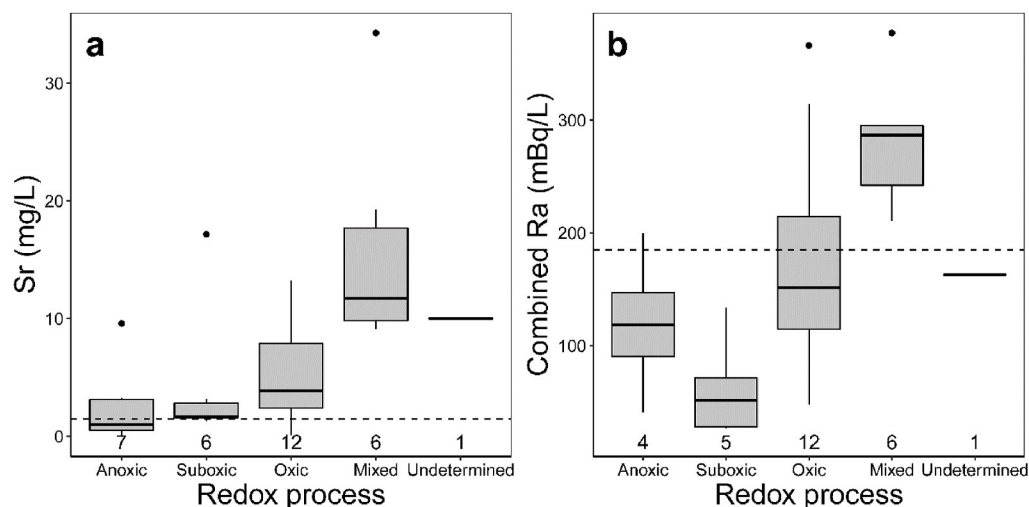 a
Sr (mg/L)
30
20
10
0
7 6 12 6 1
Anoxic Suboxic Oxic Mixed Undetermined
Redox process
b
Combined Ra (mBq/L)
300
200
100
4 5 12 6 1
Anoxic Suboxic Oxic Mixed Undetermined
Redox process